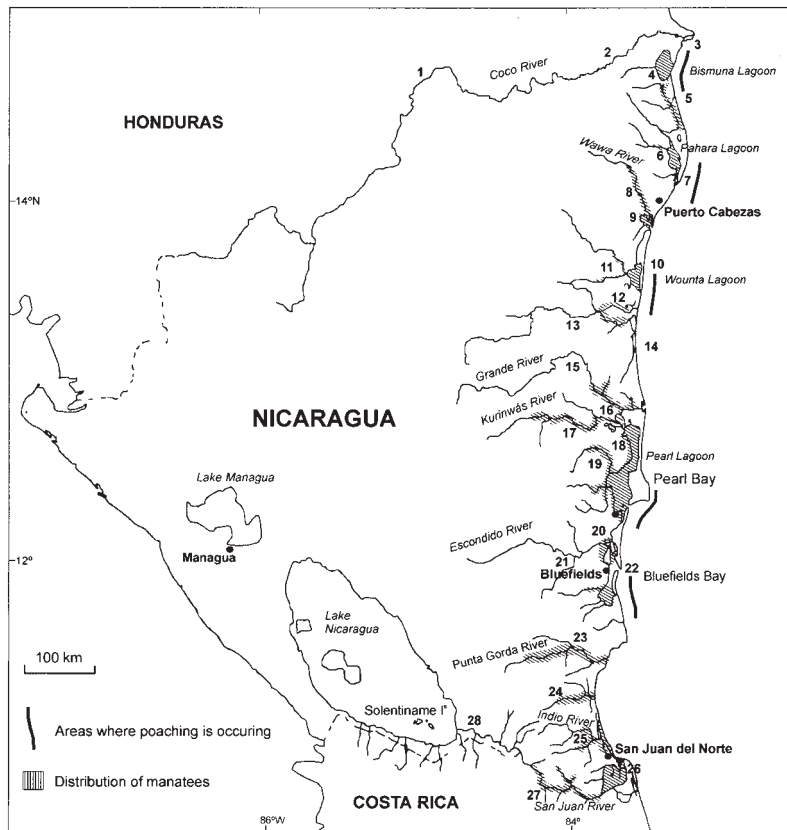 3
2
1
Coco River
4
Bismuna Lagoon
5
HONDURAS
Wawa River
6
Pahara Lagoon
7
14°N
8
Puerto Cabezas
9
10
11
Wounta Lagoon
12
13
14
Grande River
15
Kurinwás River
16
NICARAGUA
17
18
Pearl Lagoon
19
Lake Managua
Pearl Bay
20
Escondido River
12°
Managua
21
22
Bluefields
Bluefields Bay
Lake
Nicaragua
23
Punta Gorda River
100 km
24
Solentiname Iˢ
28
Indio River
Areas where poaching is occuring
25
San Juan del Norte
26
Distribution of manatees
27
COSTA RICA
San Juan River
86°W
84°